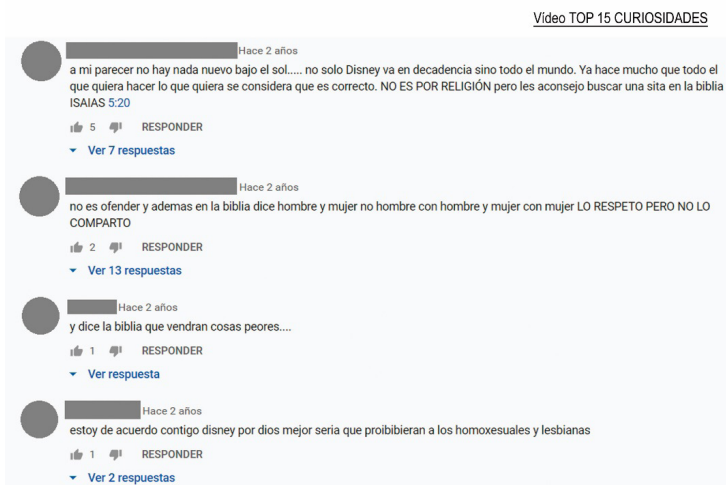 Vídeo TOP 15 CURIOSIDADES
Hace 2 años
a mi parecer no hay nada nuevo bajo el sol..... no solo Disney va en decadencia sino todo el mundo. Ya hace mucho que todo el
que quiera hacer lo que quiera se considera que es correcto. NO ES POR RELIGIÓN pero les aconsejo buscar una sita en la biblia
ISAIAS 5:20
5 RESPONDER
Ver 7 respuestas
Hace 2 años
no es ofender y ademas en la biblia dice hombre y mujer no hombre con hombre y mujer con mujer LO RESPETO PERO NO LO
COMPARTO
2 RESPONDER
Ver 13 respuestas
Hace 2 años
y dice la biblia que vendran cosas peores....
1 RESPONDER
Ver respuesta
Hace 2 años
estoy de acuerdo contigo disney por dios mejor seria que proibibieran a los homoxesuales y lesbianas
1 RESPONDER
Ver 2 respuestas